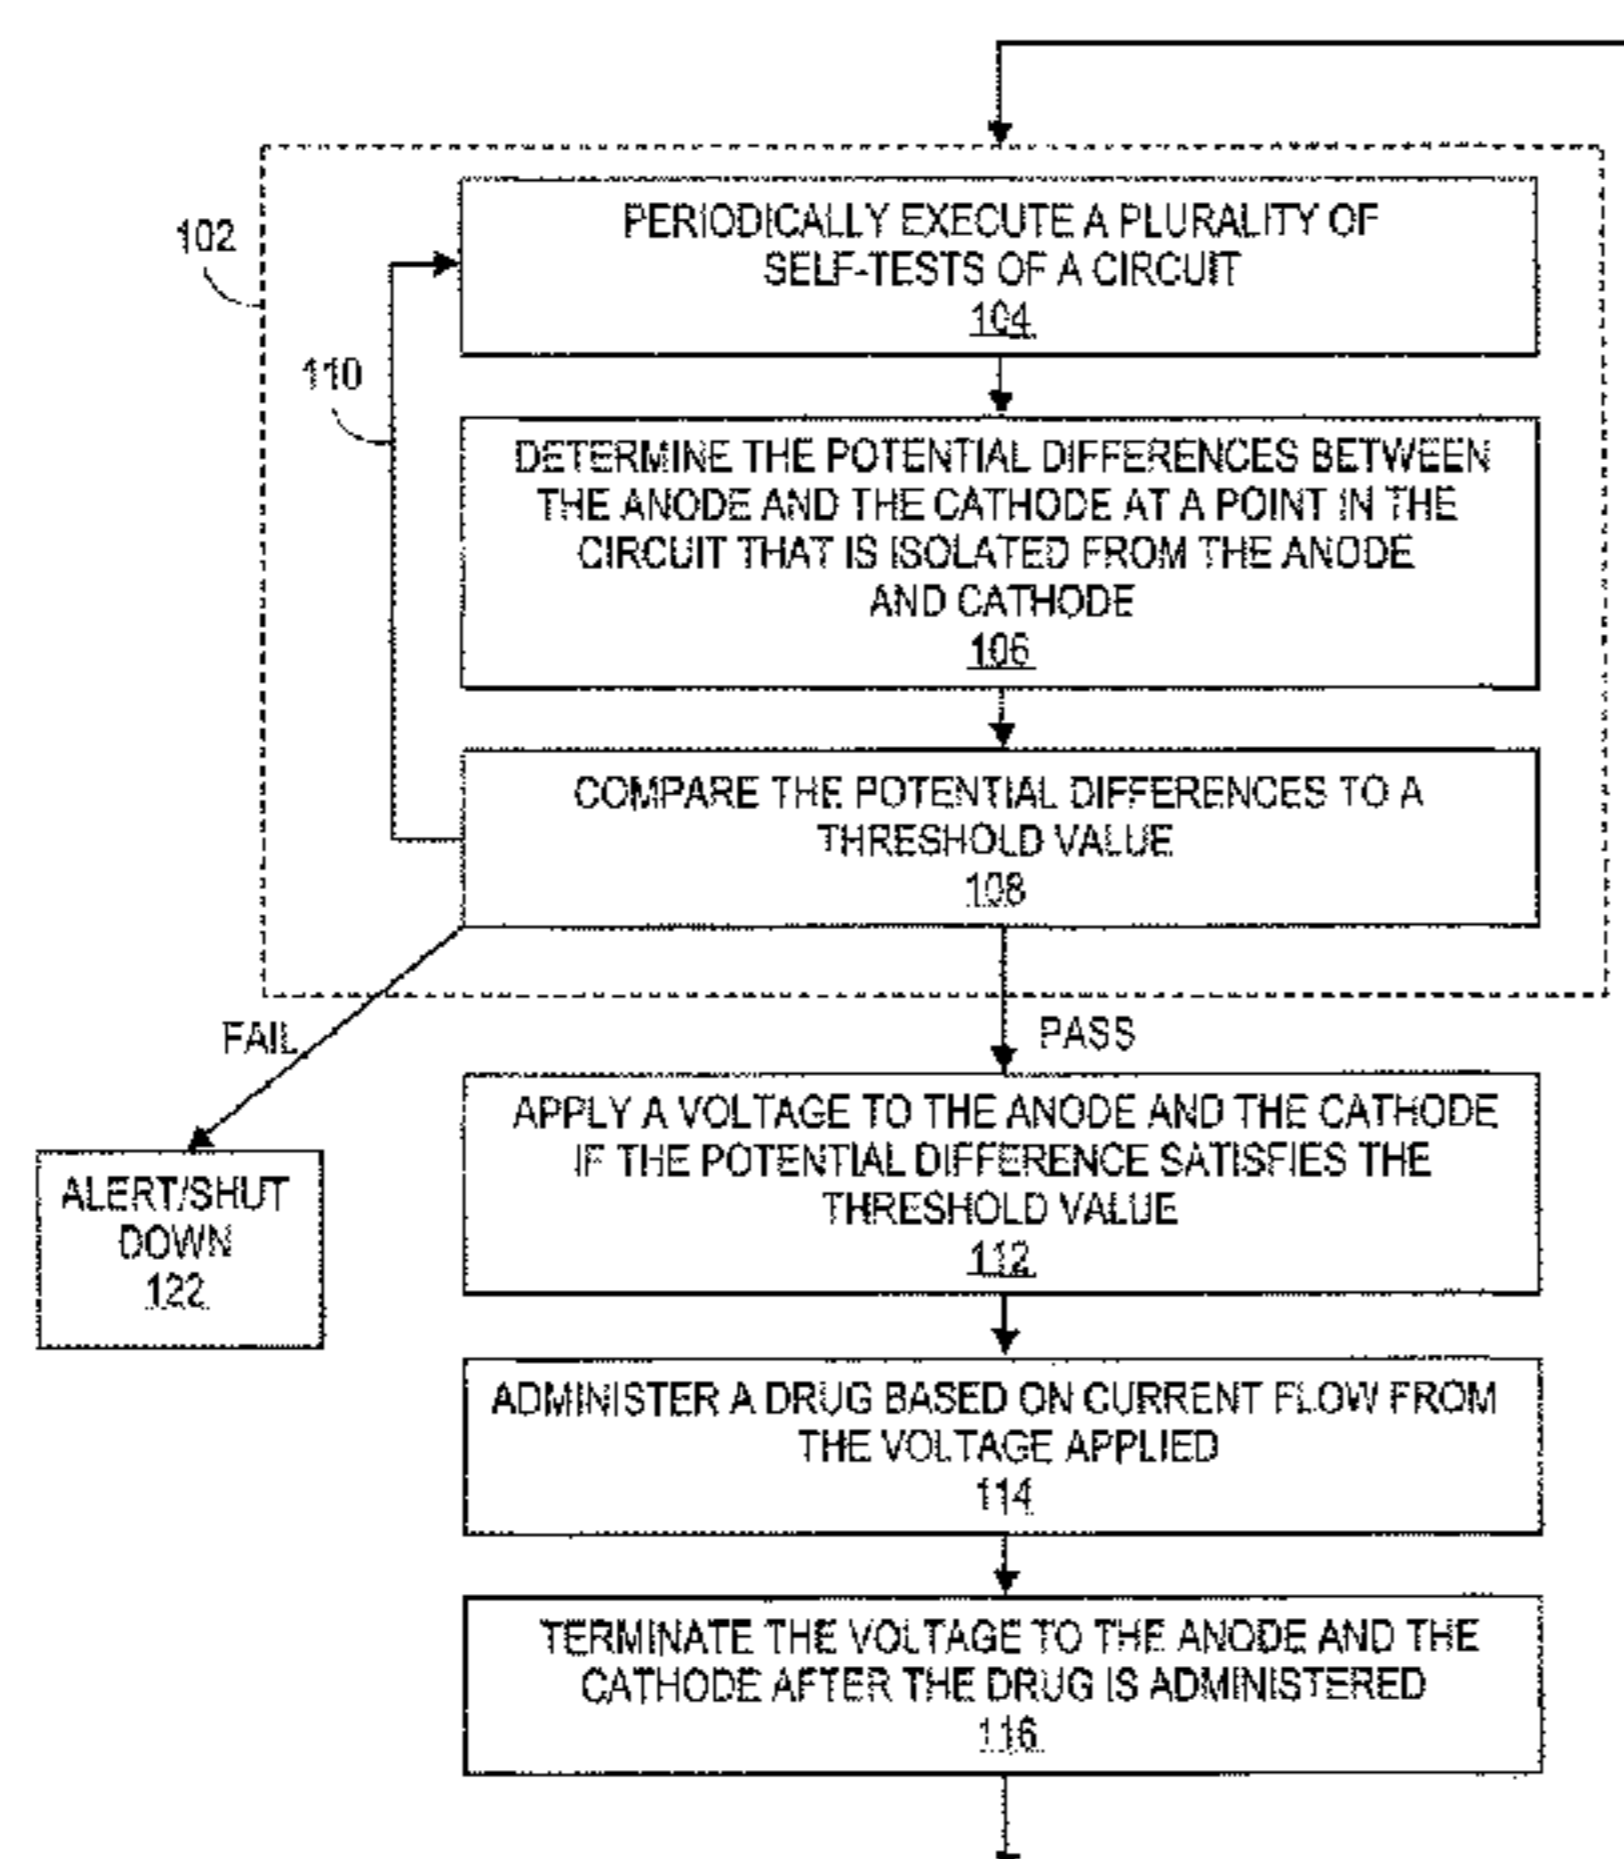 102
PERIODICALLY EXECUTE A PLURALITY OF
SELF-TESTS OF A CIRCUIT
104
110
DETERMINE THE POTENTIAL DIFFERENCES BETWEEN
THE ANODE AND THE CATHODE AT A POINT IN THE
CIRCUIT THAT IS ISOLATED FROM THE ANODE
AND CATHODE
106
COMPARE THE POTENTIAL DIFFERENCES TO A
THRESHOLD VALUE
108
FAIL
PASS
APPLY A VOLTAGE TO THE ANODE AND THE CATHODE
IF THE POTENTIAL DIFFERENCE SATISFIES THE
THRESHOLD VALUE
112
ALERT/SHUT
DOWN
122
ADMINISTER A DRUG BASED ON CURRENT FLOW FROM
THE VOLTAGE APPLIED
114
TERMINATE THE VOLTAGE TO THE ANODE AND THE
CATHODE AFTER THE DRUG IS ADMINISTERED
116